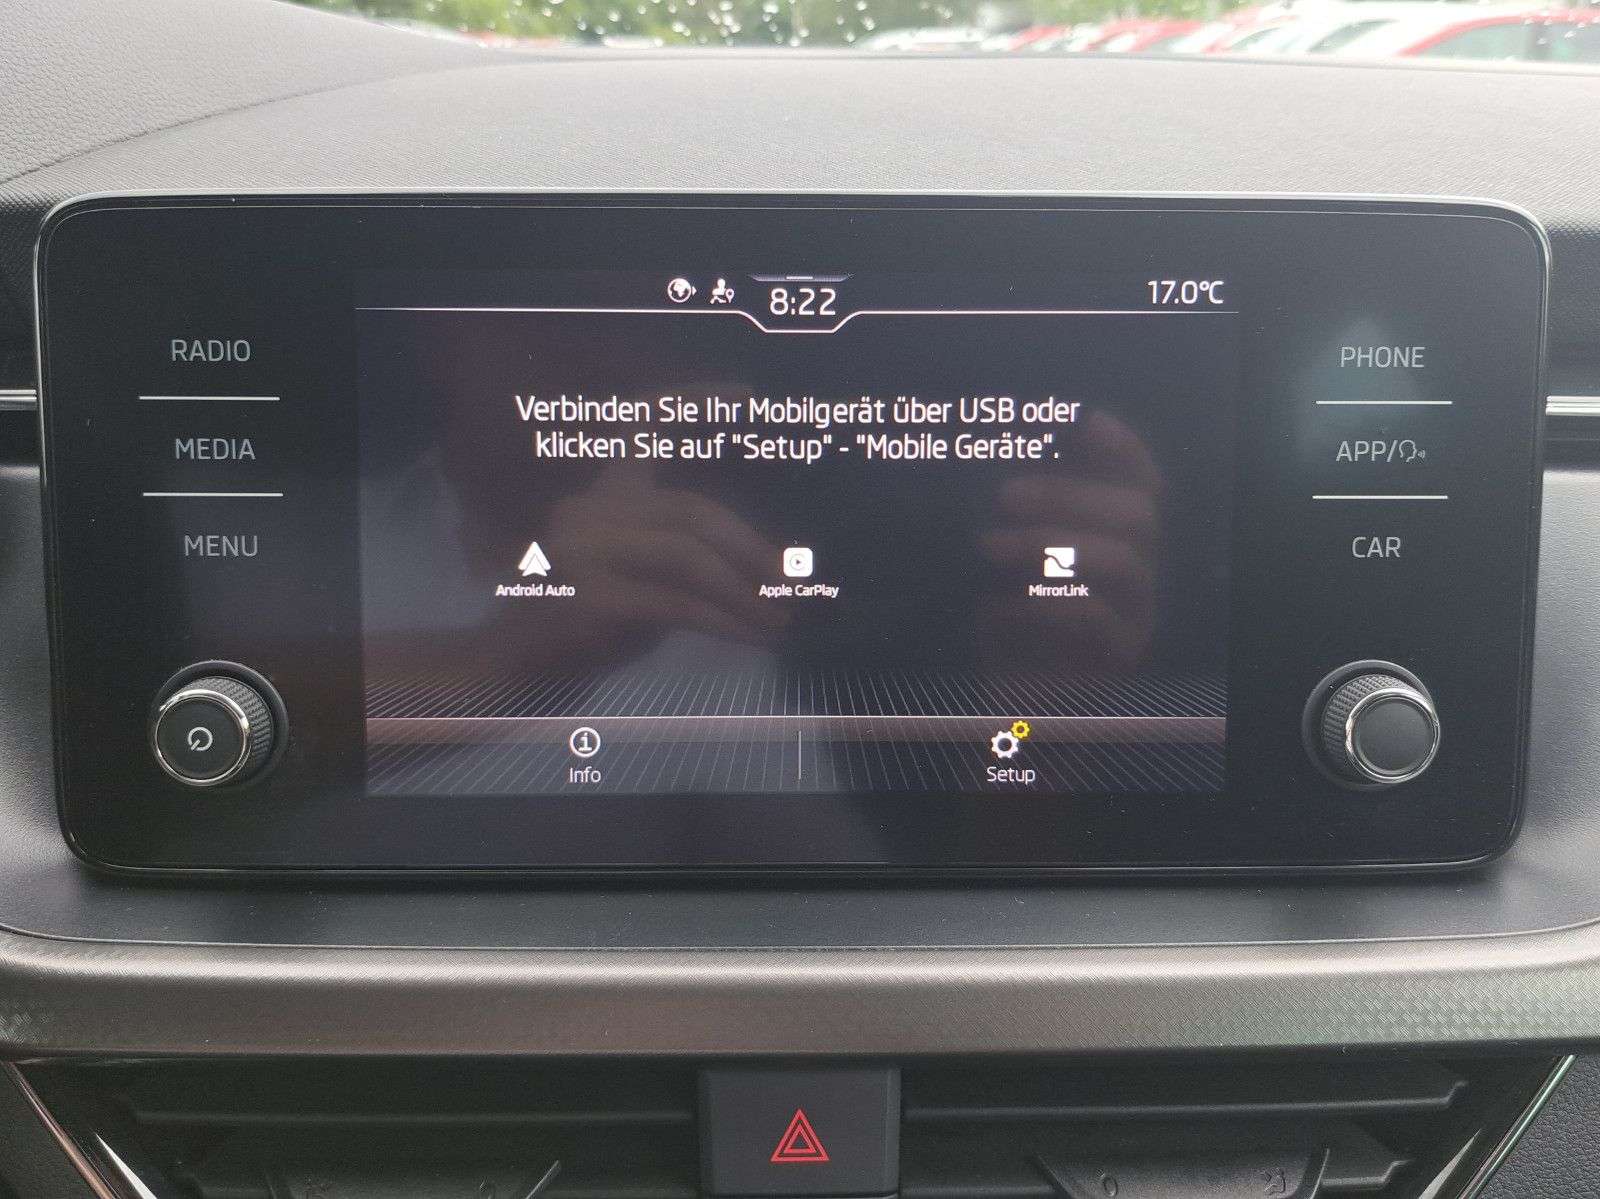 8:22
17.0°C
RADIO
MEDIA
MENU
Verbinden Sie Ihr Mobilgerät über USB oder
klicken Sie auf "Setup" - "Mobile Geräte".
Android Auto
Apple CarPlay
MirrorLink
Info
Setup
PHONE
APP/
CAR